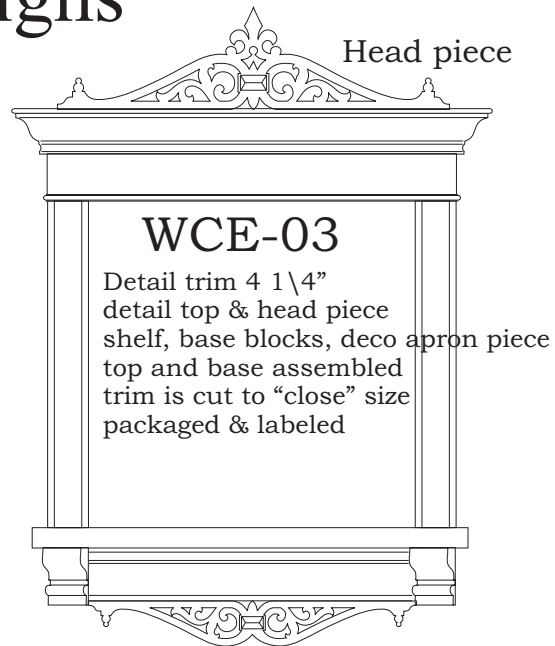 Head piece
WCE-03
Detail trim 4 1\4”
detail top & head piece
shelf, base blocks, deco apron piece
top and base assembled
trim is cut to “close” size
packaged & labeled